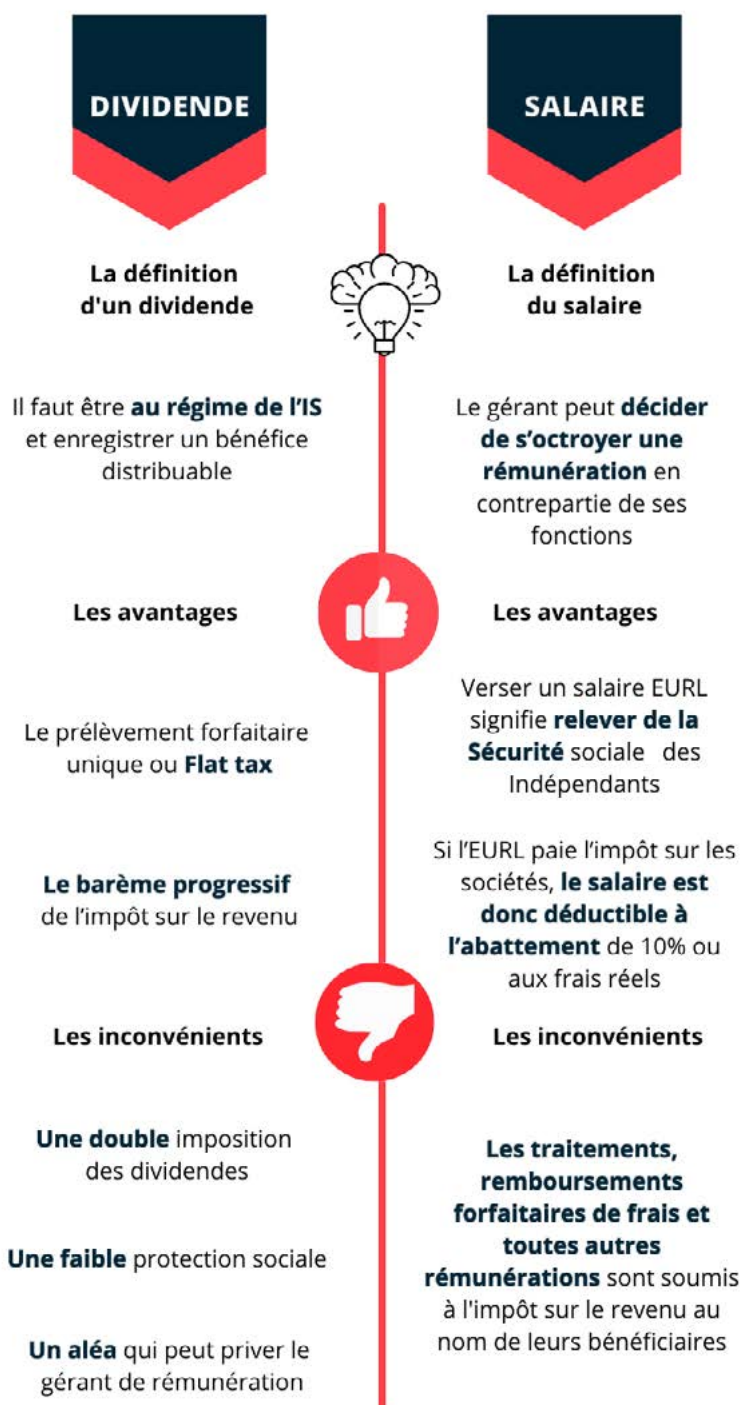 DIVIDENDE
SALAIRE
La définition
d'un dividende
La définition
du salaire
Il faut être au régime de l’IS
et enregistrer un bénéfice
distribuable
Le gérant peut décider
de s’octroyer une
rémunération en
contrepartie de ses
fonctions
Les avantages
Les avantages
Le prélèvement forfaitaire
unique ou Flat tax
Le barème progressif
de l’impôt sur le revenu
Verser un salaire EURL
signifie relever de la
Sécurité sociale des
Indépendants
Si l’EURL paie l’impôt sur les
sociétés, le salaire est
donc déductible à
l’abattement de 10% ou
aux frais réels
Les inconvénients
Les inconvénients
Une double imposition
des dividendes
Une faible protection sociale
Un aléa qui peut priver le
gérant de rémunération
Les traitements,
remboursements
forfaitaires de frais et
toutes autres
rémunérations sont soumis
à l'impôt sur le revenu au
nom de leurs bénéficiaires